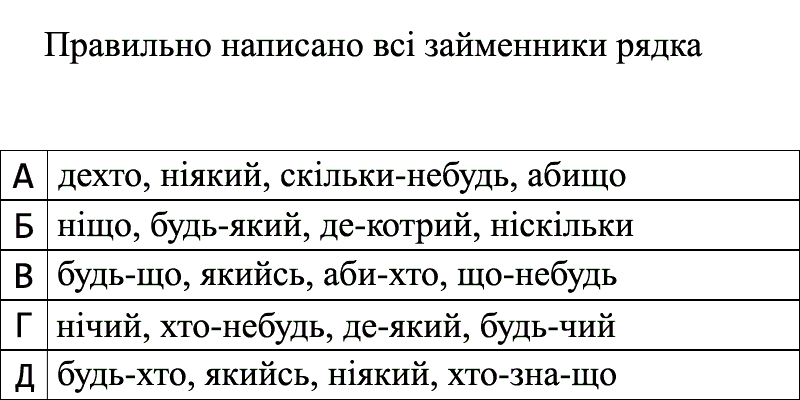 Правильно написано всі займенники рядка
А дехто, ніякий, скільки-небудь, абищо
Б ніщо, будь-який, де-котрий, ніскільки
В будь-що, якийсь, аби-хто, що-небудь
Г нічий, хто-небудь, де-який, будь-чий
Д будь-хто, якийсь, ніякий, хто-зна-що